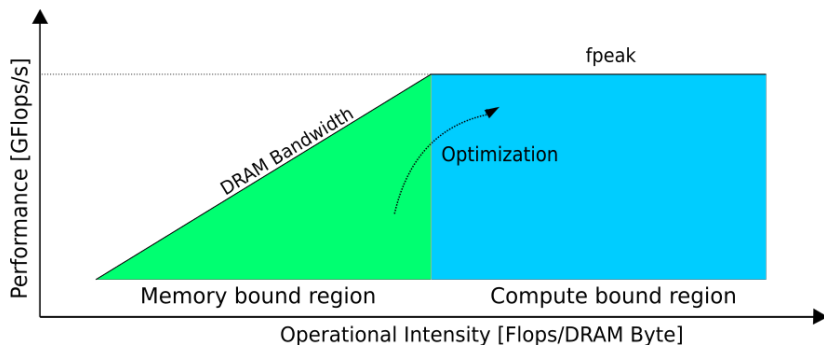 fpeak
Performance [GFlops/s]
DRAM Bandwidth
Optimization
Memory bound region
Compute bound region
Operational Intensity [Flops/DRAM Byte]